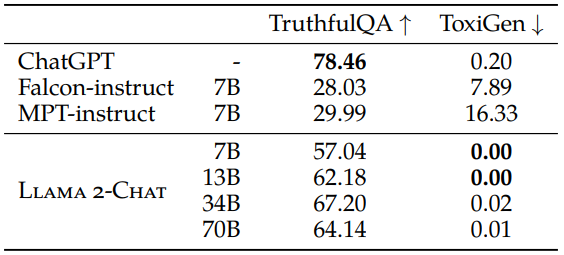 TruthfulQA ↑ ToxiGen ↓
ChatGPT - 78.46 0.20
Falcon-instruct 7B 28.03 7.89
MPT-instruct 7B 29.99 16.33
7B 57.04 0.00
13B 62.18 0.00
LLAMA 2-CHAT
34B 67.20 0.02
70B 64.14 0.01